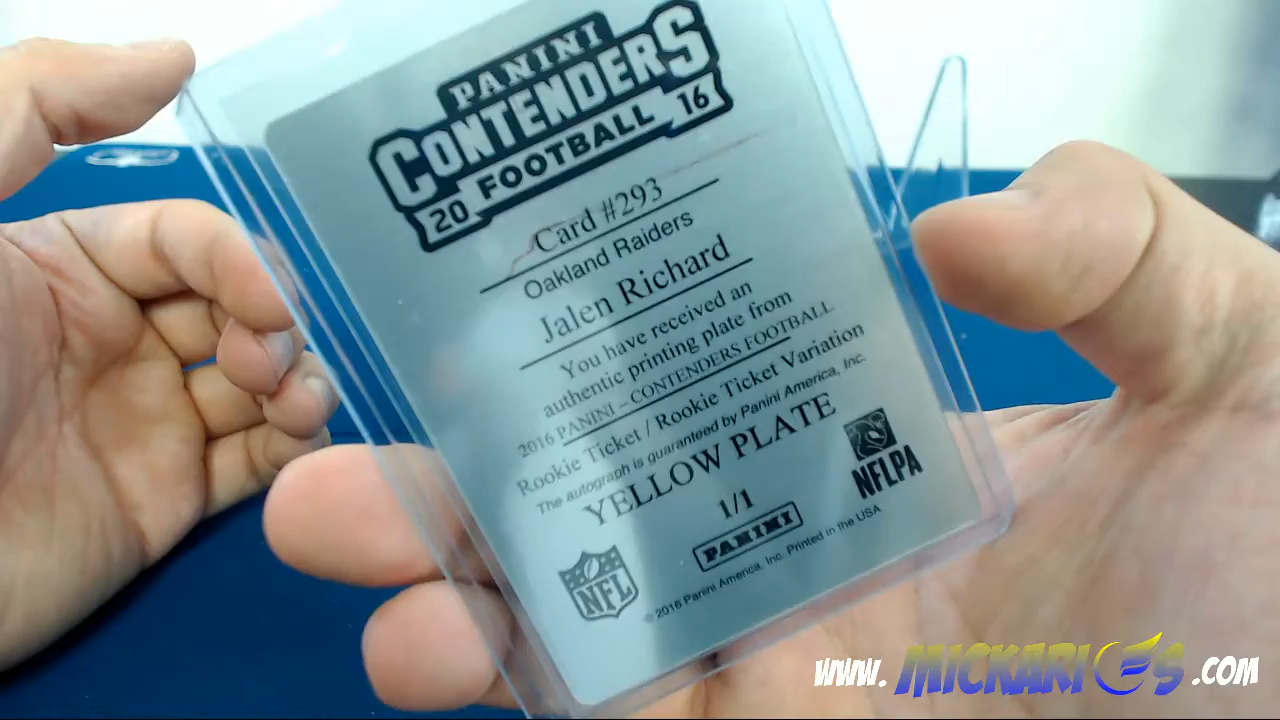 PANINI
CONTENDERS
20 FOOTBALL 16
Card #293
Oakland Raiders
Jalen Richard
You have received an
authentic printing plate from
2016 PANINI – CONTENDERS FOOTBALL
Rookie Ticket / Rookie Ticket Variation
The autograph is guaranteed by Panini America, Inc.
YELLOW PLATE
1/1
NFLPA
PANINI
NFL
© 2016 Panini America, Inc. Printed in the USA
www.MICKARIES.com